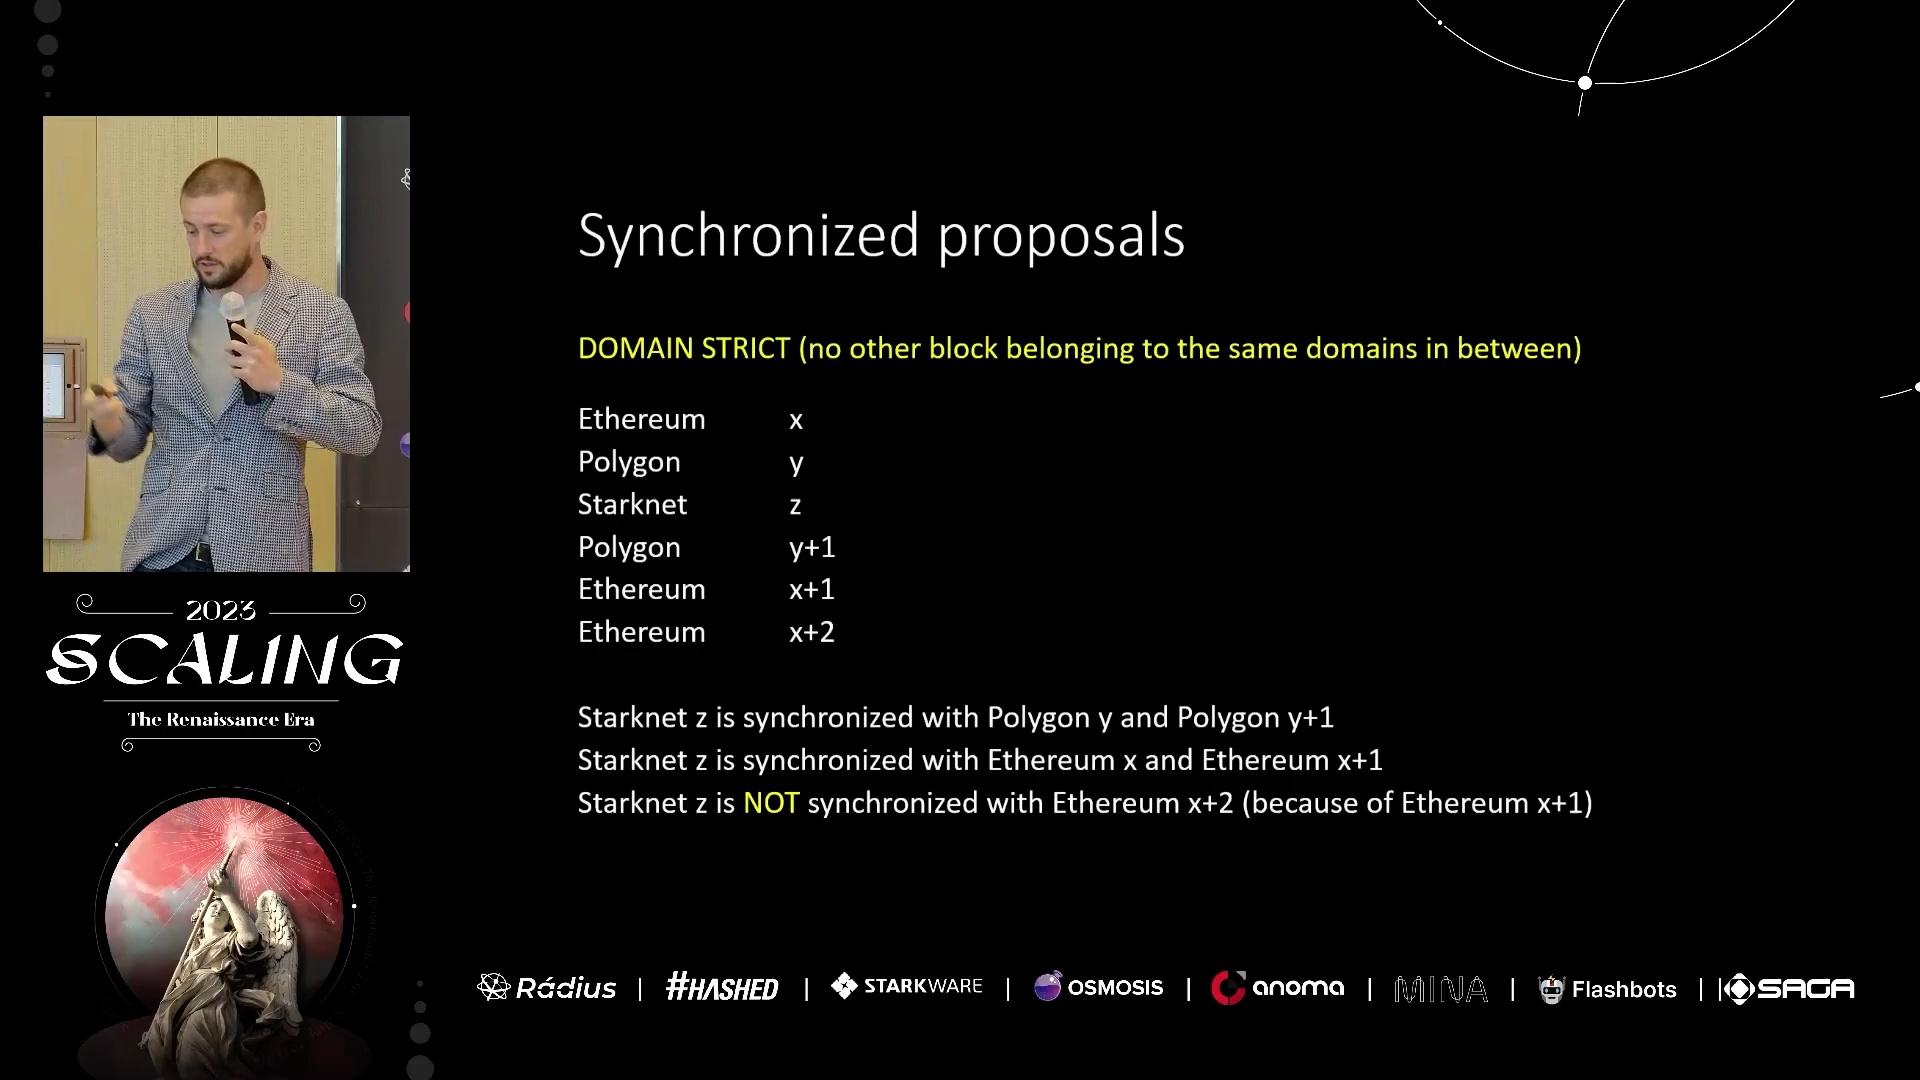 Synchronized proposals
DOMAIN STRICT (no other block belonging to the same domains in between)
Ethereum x
Polygon y
Starknet z
Polygon y+1
Ethereum x+1
Ethereum x+2
Starknet z is synchronized with Polygon y and Polygon y+1
Starknet z is synchronized with Ethereum x and Ethereum x+1
Starknet z is NOT synchronized with Ethereum x+2 (because of Ethereum x+1)
2023
SCALING
The Renaissance Era
Rádius | #HASHED | STARKWARE | OSMOSIS | anoma | MINA | Flashbots | SAGA